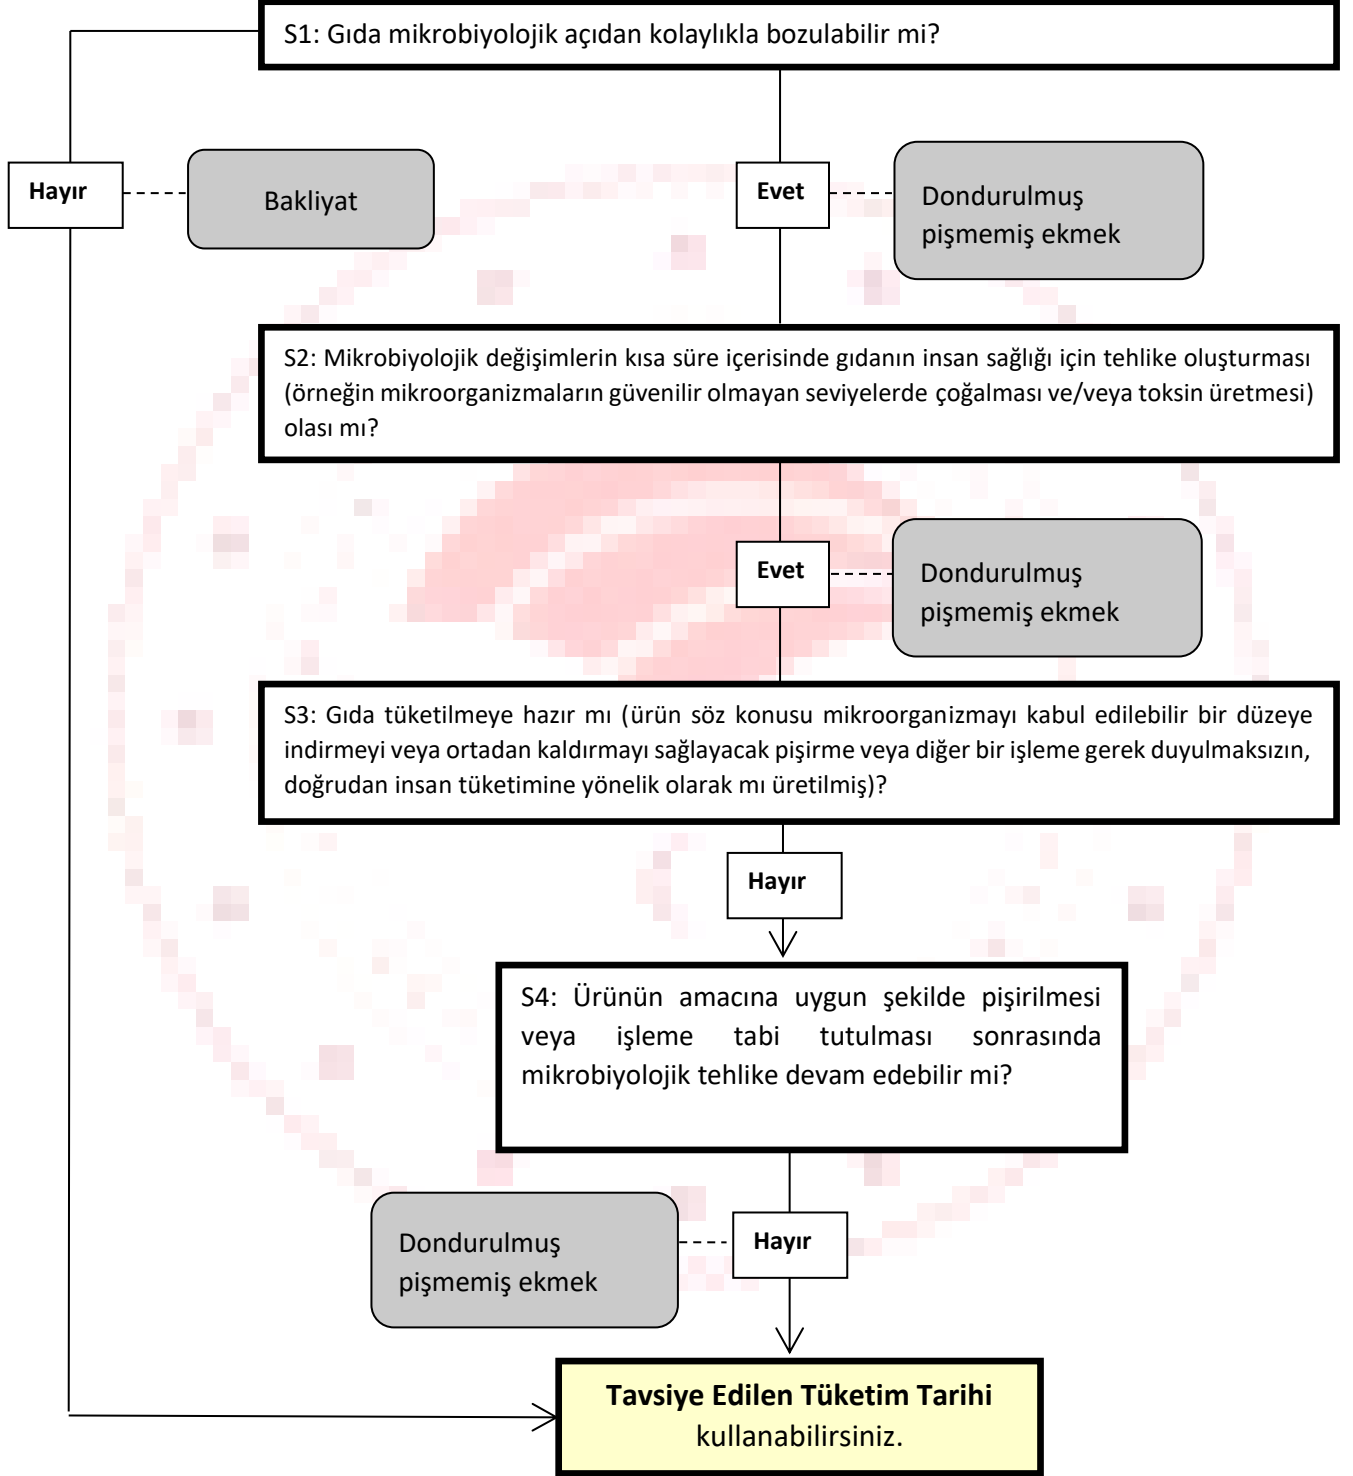 S1: Gıda mikrobiyolojik açıdan kolaylıkla bozulabilir mi?
Hayır
Bakliyat
Evet
Dondurulmuş
pişmemiş ekmek
S2: Mikrobiyolojik değişimlerin kısa süre içerisinde gıdanın insan sağlığı için tehlike oluşturması
(örneğin mikroorganizmaların güvenilir olmayan seviyelerde çoğalması ve/veya toksin üretmesi)
olası mı?
Evet
Dondurulmuş
pişmemiş ekmek
S3: Gıda tüketilmeye hazır mı (ürün söz konusu mikroorganizmayı kabul edilebilir bir düzeye
indirmeyi veya ortadan kaldırmayı sağlayacak pişirme veya diğer bir işleme gerek duyulmaksızın,
doğrudan insan tüketimine yönelik olarak mı üretilmiş)?
Hayır
S4: Ürünün amacına uygun şekilde pişirilmesi
veya işleme tabi tutulması sonrasında
mikrobiyolojik tehlike devam edebilir mi?
Dondurulmuş
pişmemiş ekmek
Hayır
Tavsiye Edilen Tüketim Tarihi
kullanabilirsiniz.